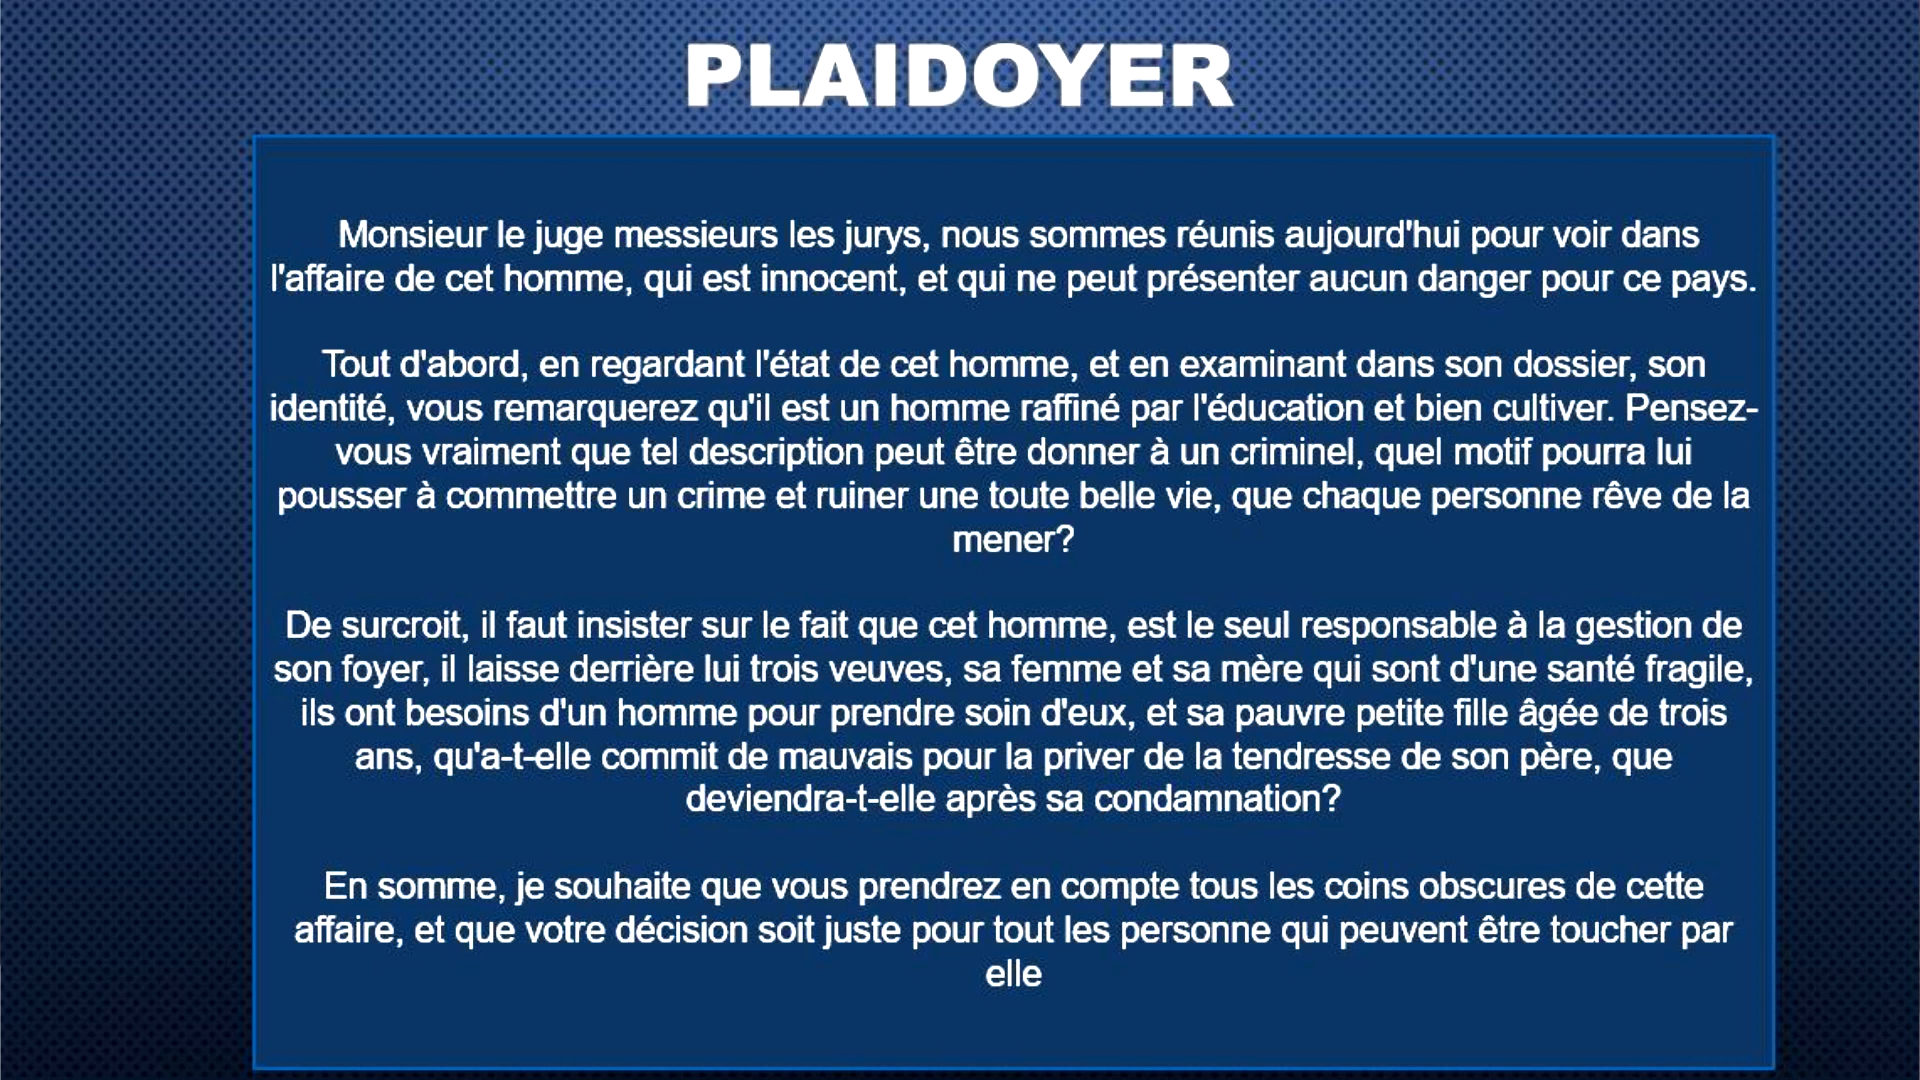 PLAIDOYER
Monsieur le juge messieurs les jurys, nous sommes réunis aujourd'hui pour voir dans
l'affaire de cet homme, qui est innocent, et qui ne peut présenter aucun danger pour ce pays.
Tout d'abord, en regardant l'état de cet homme, et en examinant dans son dossier, son
identité, vous remarquerez qu'il est un homme raffiné par l'éducation et bien cultiver. Pensez-
vous vraiment que tel description peut être donner à un criminel, quel motif pourra lui
pousser à commettre un crime et ruiner une toute belle vie, que chaque personne rêve de la
mener?
De surcroit, il faut insister sur le fait que cet homme, est le seul responsable à la gestion de
son foyer, il laisse derrière lui trois veuves, sa femme et sa mère qui sont d'une santé fragile,
ils ont besoins d'un homme pour prendre soin d'eux, et sa pauvre petite fille âgée de trois
ans, qu'a-t-elle commit de mauvais pour la priver de la tendresse de son père, que
deviendra-t-elle après sa condamnation?
En somme, je souhaite que vous prendrez en compte tous les coins obscures de cette
affaire, et que votre décision soit juste pour tout les personne qui peuvent être toucher par
elle